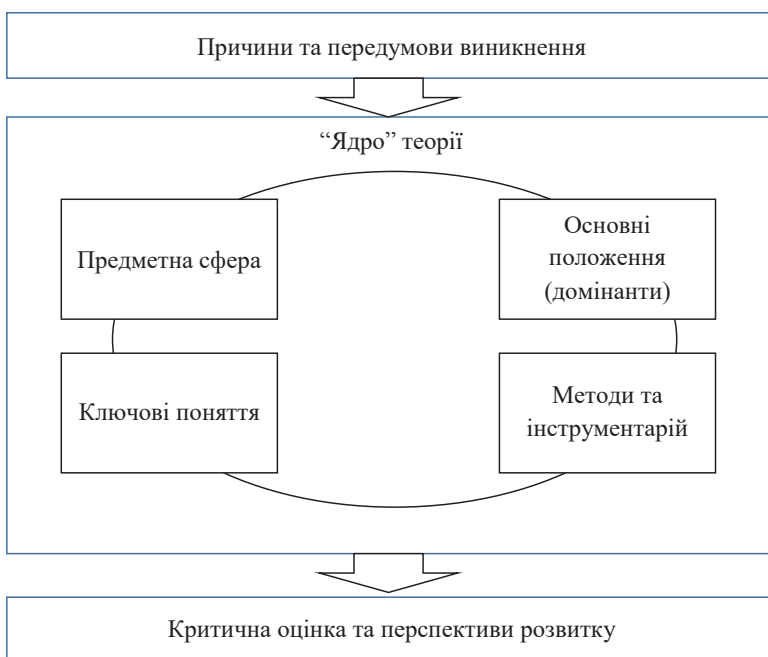 Причини та передумови виникнення
“Ядро” теорії
Предметна сфера
Основні
положення
(домінанти)
Ключові поняття
Методи та
інструментарій
Критична оцінка та перспективи розвитку